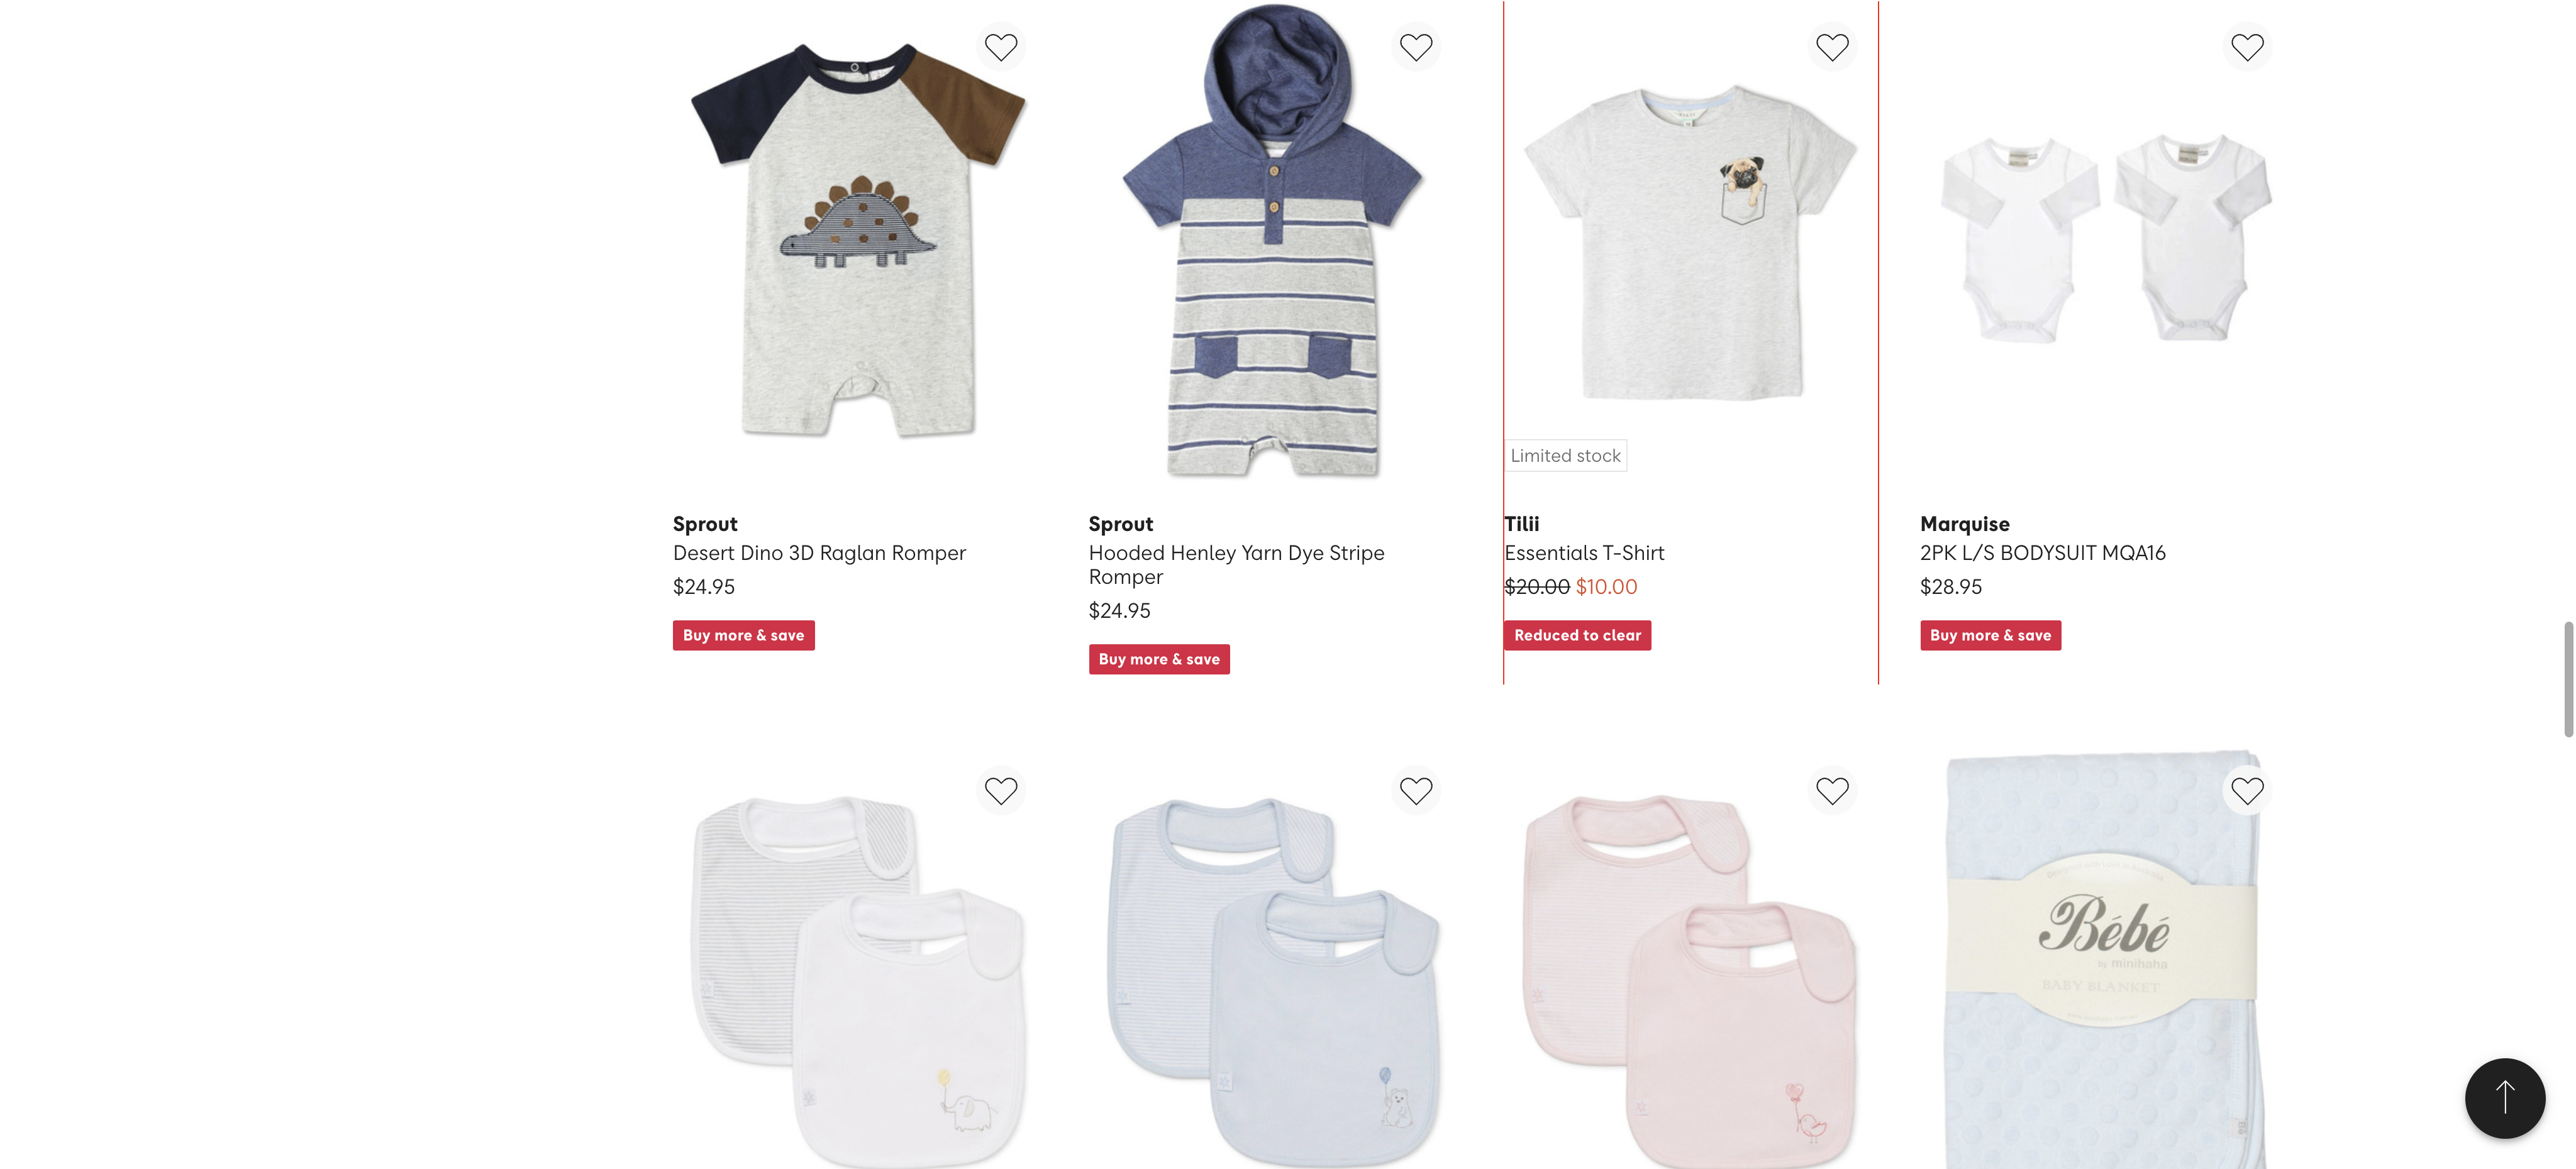 Limited stock
Sprout
Desert Dino 3D Raglan Romper
$24.95
Buy more & save
Sprout
Hooded Henley Yarn Dye Stripe
Romper
$24.95
Buy more & save
Tilii
Essentials T-Shirt
$20.00 $10.00
Reduced to clear
Marquise
2PK L/S BODYSUIT MQA16
$28.95
Buy more & save
Bébé
by minihaha
BABY BLANKET